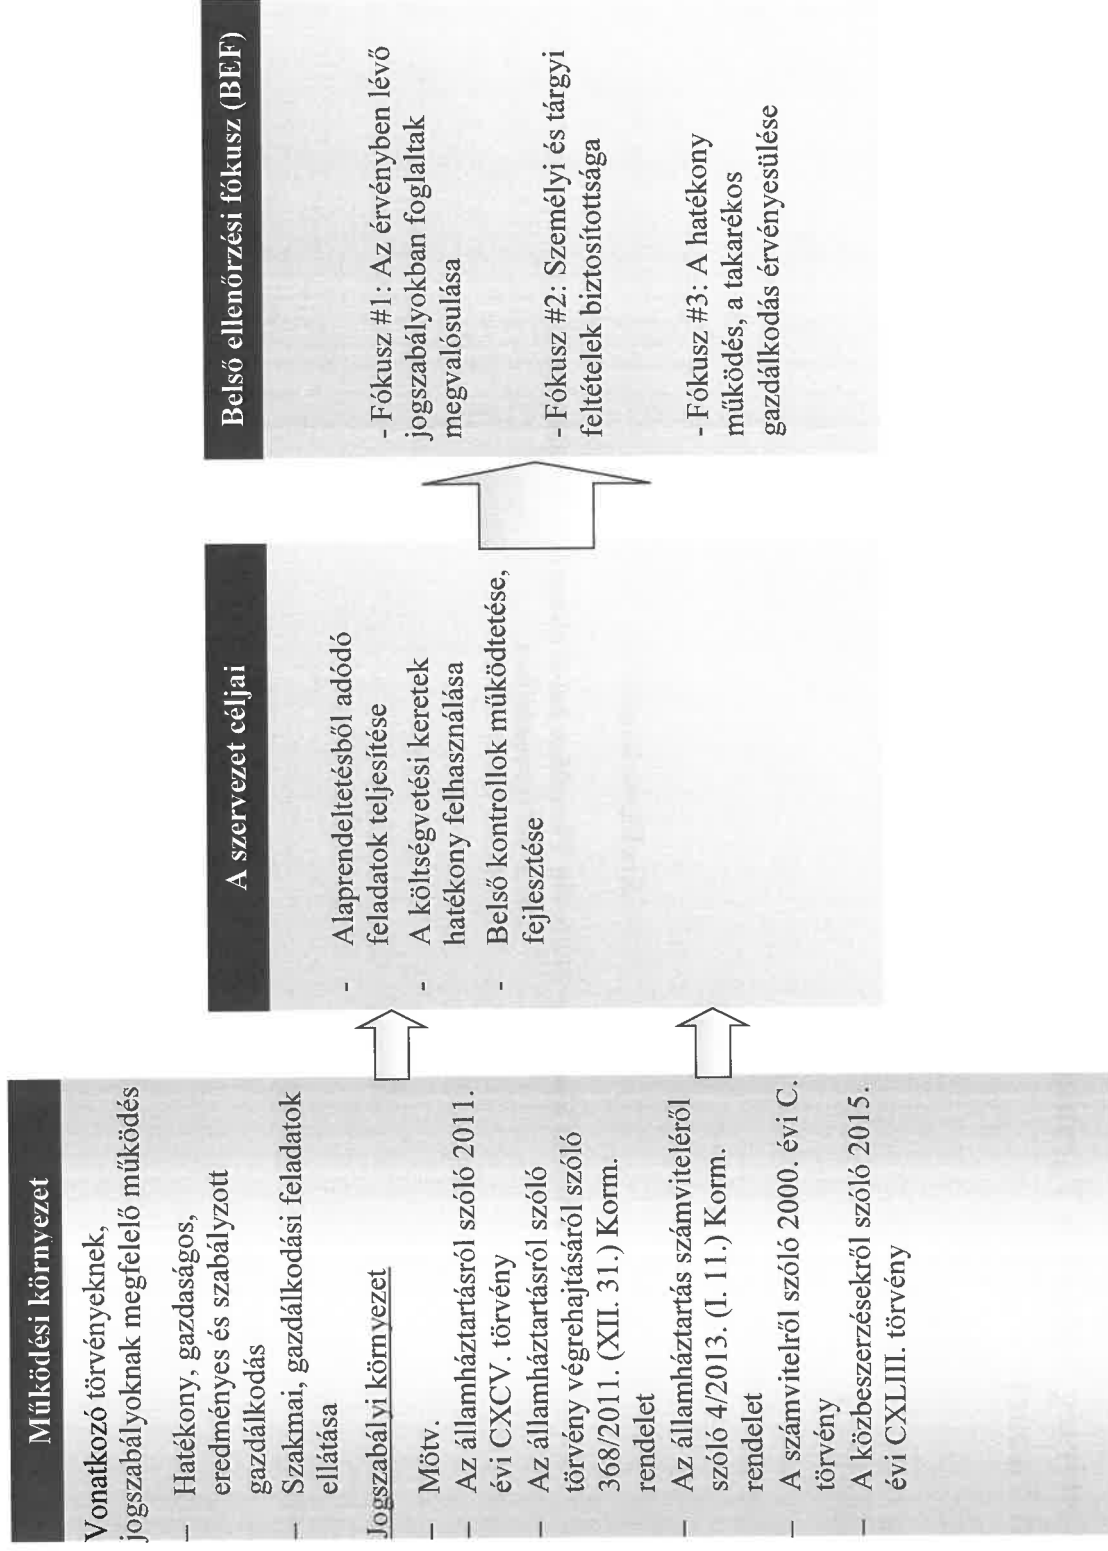 Működési környezet
Vonatkozó törvényeknek,
jogszabályoknak megfelelő működés
– Hatékony, gazdaságos,
eredményes és szabályzott
gazdálkodás
– Szakmai, gazdálkodási feladatok
ellátása
Jogszabályi környezet
– Mötv.
– Az államháztartásról szóló 2011.
évi CXCV. törvény
– Az államháztartásról szóló
törvény végrehajtásáról szóló
368/2011. (XII. 31.) Korm.
rendelet
– Az államháztartás számviteléről
szóló 4/2013. (I. 11.) Korm.
rendelet
– A számvitelről szóló 2000. évi C.
törvény
– A közbeszerzésekről szóló 2015.
évi CXLIII. törvény
A szervezet céljai
- Alaprendeltetésből adódó
feladatok teljesítése
- A költségvetési keretek
hatékony felhasználása
- Belső kontrollok működtetése,
fejlesztése
Belső ellenőrzési fókusz (BEF)
- Fókusz #1: Az érvényben lévő
jogszabályokban foglaltak
megvalósulása
- Fókusz #2: Személyi és tárgyi
feltételek biztosítottsága
- Fókusz #3: A hatékony
működés, a takarékos
gazdálkodás érvényesülése